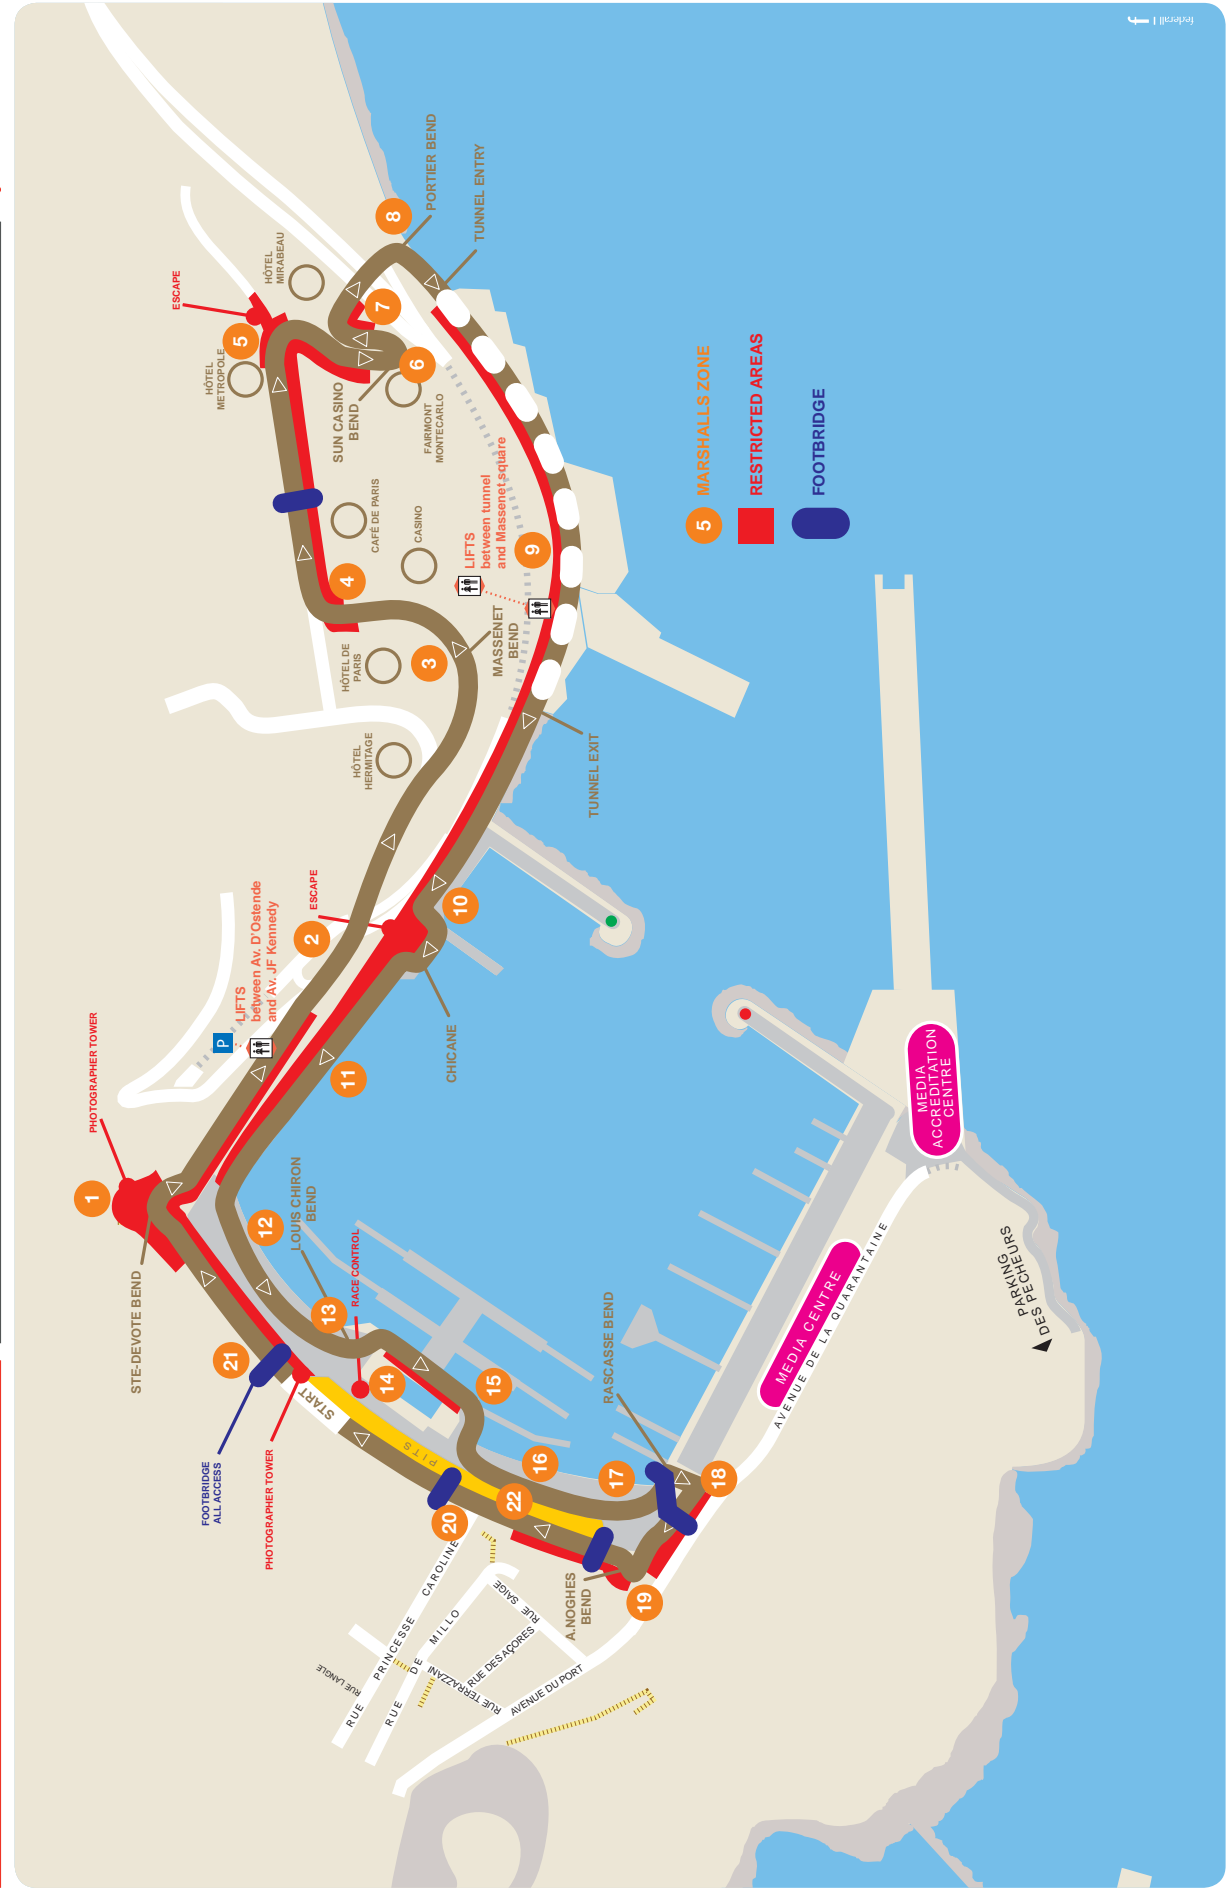 f
federall
PORTIER BEND
TUNNEL ENTRY
8
HÔTEL
MIRABEAU
ESCAPE
7
5
HÔTEL
METROPOLE
6
SUN CASINO
BEND
FAIRMONT
MONTECARLO
CAFÉ DE PARIS
CASINO
LIFTS
between tunnel
and Massenet square
9
4
MASSENET
BEND
3
HÔTEL DE
PARIS
HÔTEL
HERMITAGE
TUNNEL EXIT
5
MARSHALLS ZONE
RESTRICTED AREAS
FOOTBRIDGE
ESCAPE
2
10
LIFTS
between Av. D'Ostende
and Av. JF Kennedy
P
CHICANE
11
PHOTOGRAPHER TOWER
1
STE-DEVOTE BEND
12
LOUIS CHIRON
BEND
RACE CONTROL
13
14
15
21
START
PITS
FOOTBRIDGE
ALL ACCESS
PHOTOGRAPHER TOWER
RASCASSE BEND
16
17
18
22
20
19
A.NOGHES
BEND
MEDIA
ACCREDITATION
CENTRE
MEDIA CENTRE
AVENUE DE LA QUARANTAINE
PARKING
DES PECHEURS
RUE PRINCESSE CAROLINE
RUE DE MILLO
RUE SAIGE
RUE DES AÇORES
RUE TERRAZZANI
RUE LANGLE
AVENUE DU PORT